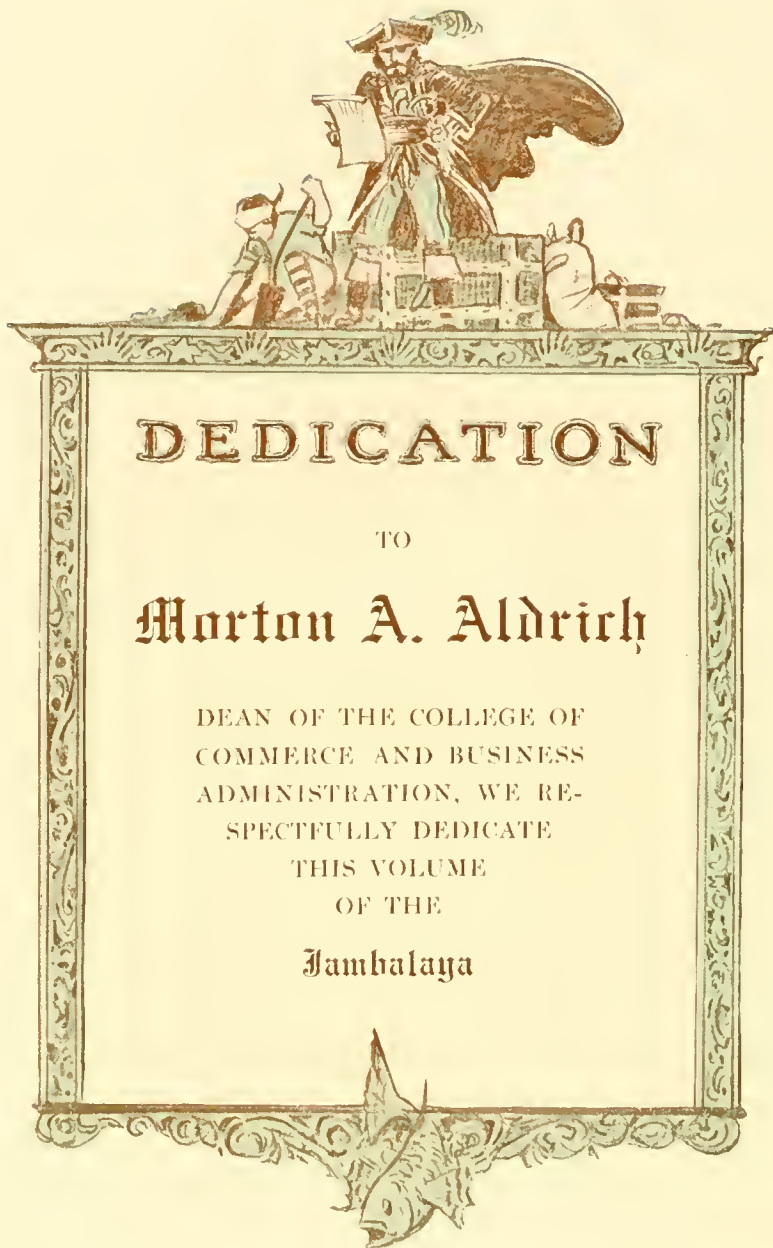 DEDICATION
TO
Morton A. Aldrich
DEAN OF THE COLLEGE OF
COMMERCE AND BUSINESS
ADMINISTRATION, WE RE-
SPECTFULLY DEDICATE
THIS VOLUME
OF THE
Jambalaya